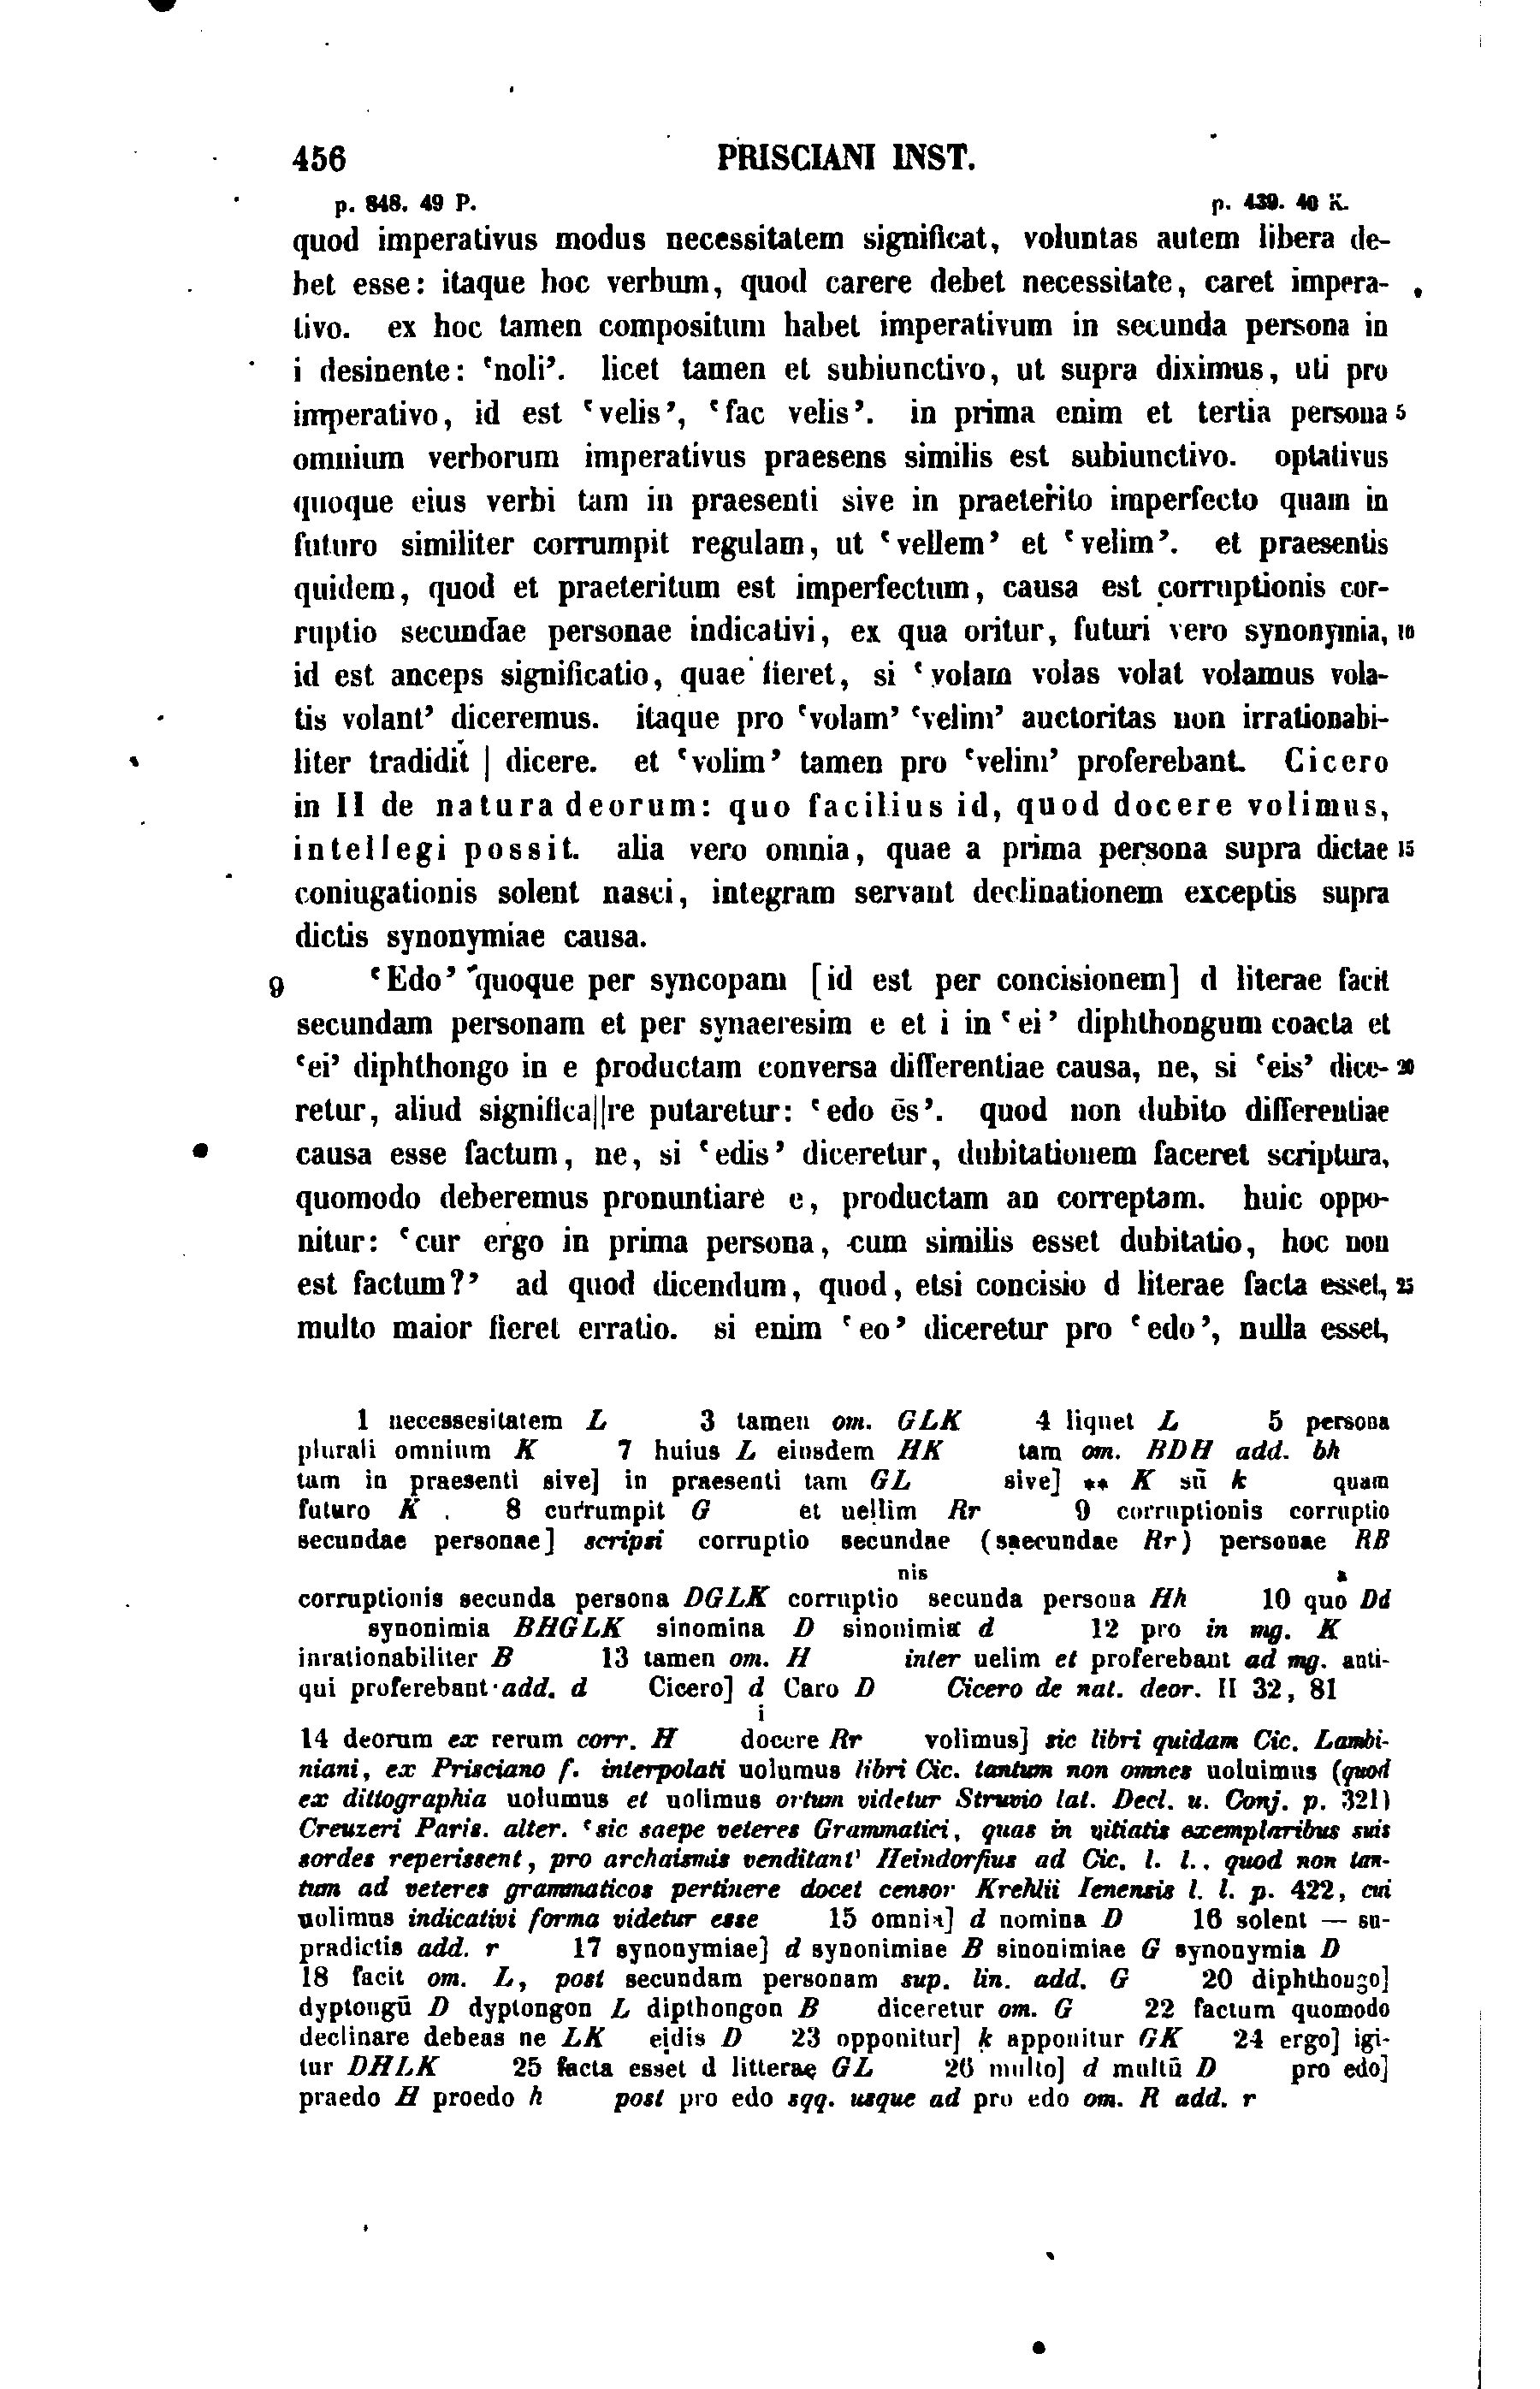 456 PRISCIANI INST.
p. 848. 49 P. p. 439. 40 K.
quod imperativus modus necessitatem significat, voluntas autem libera de-
bet esse: itaque hoc verbum, quod carere debet necessitate, caret impera-
tivo. ex hoc tamen compositum habet imperativum in secunda persona in
i desinente: ‘noli’. licet tamen et subiunctivo, ut supra diximus, uti pro
imperativo, id est ‘velis’, ‘fac velis’. in prima enim et tertia persona 5
omnium verborum imperativus praesens similis est subiunctivo. optativus
quoque eius verbi tam in praesenti sive in praeterito imperfecto quam in
futuro similiter corrumpit regulam, ut ‘vellem’ et ‘velim’. et praesentis
quidem, quod et praeteritum est imperfectum, causa est corruptionis cor-
ruptio secundae personae indicativi, ex qua oritur, futuri vero synonymia, 10
id est anceps significatio, quae fieret, si ‘volam volas volat volamus vola-
tis volant’ diceremus. itaque pro ‘volam’ ‘velim’ auctoritas non irrationabi-
liter tradidit | dicere. et ‘volim’ tamen pro ‘velim’ proferebant. Cicero
in II de natura deorum: quo facilius id, quod docere volimus,
intellegi possit. alia vero omnia, quae a prima persona supra dictae 15
coniugationis solent nasci, integram servant declinationem exceptis supra
dictis synonymiae causa.
9 ‘Edo’ quoque per syncopam [id est per concisionem] d literae facit
secundam personam et per synaeresim e et i in ‘ei’ diphthongum coacta et
‘ei’ diphthongo in e productam conversa differentiae causa, ne, si ‘eis’ dice- 20
retur, aliud significa||re putaretur: ‘edo ēs’. quod non dubito differentiae
causa esse factum, ne, si ‘edis’ diceretur, dubitationem faceret scriptura,
quomodo deberemus pronuntiare e, productam an correptam. huic oppo-
nitur: ‘cur ergo in prima persona, cum similis esset dubitatio, hoc non
est factum?’ ad quod dicendum, quod, etsi concisio d literae facta esset, 25
multo maior fieret erratio. si enim ‘eo’ diceretur pro ‘edo’, nulla esset,
1 necessesitatem L 3 tamen om. GLK 4 liquet L 5 persona
plurali omnium K 7 huius L eiusdem HK tam om. BDH add. bh
tam in praesenti sive] in praesenti tam GL sive] ** K sū k quam
futuro K 8 currumpit G et uellim Rr 9 corruptionis corruptio
secundae personae] scripsi corruptio secundae (saecundae Rr) personae RB
nis a
corruptionis secunda persona DGLK corruptio secunda persona Hh 10 quo Dd
synonimia BHGLK sinomina D sinonimia d 12 pro in mg. K
inrationabiliter B 13 tamen om. H inter uelim et proferebant ad mg. anti-
qui proferebant add. d Cicero] d Caro D Cicero de nat. deor. II 32, 81
i
14 deorum ex rerum corr. H docere Rr volimus] sic libri quidam Cic. Lambi-
niani, ex Prisciano f. interpolati uolumus libri Cic. tantum non omnes uoluimus (quod
ex dittographia uolumus et uolimus ortum videtur Struvio lat. Decl. u. Conj. p. 321)
Creuzeri Paris. alter. ‘sic saepe veteres Grammatici, quas in vitiatis exemplaribus suis
sordes reperissent, pro archaismis venditant’ Heindorfius ad Cic. l. l., quod non tan-
tum ad veteres grammaticos pertinere docet censor Krehlii Ienensis l. l. p. 422, cui
uolimus indicativi forma videtur esse 15 omnia] d nomina D 16 solent — su-
pradictis add. r 17 synonymiae] d synonimiae B sinonimiae G synonymia D
18 facit om. L, post secundam personam sup. lin. add. G 20 diphthongo]
dyptongū D dyptongon L dipthongon B diceretur om. G 22 factum quomodo
declinare debeas ne LK eidis D 23 opponitur] k apponitur GK 24 ergo] igi-
tur DHLK 25 facta esset d litterae GL 26 multo] d multū D pro edo]
praedo H proedo h post pro edo sqq. usque ad pro edo om. R add. r